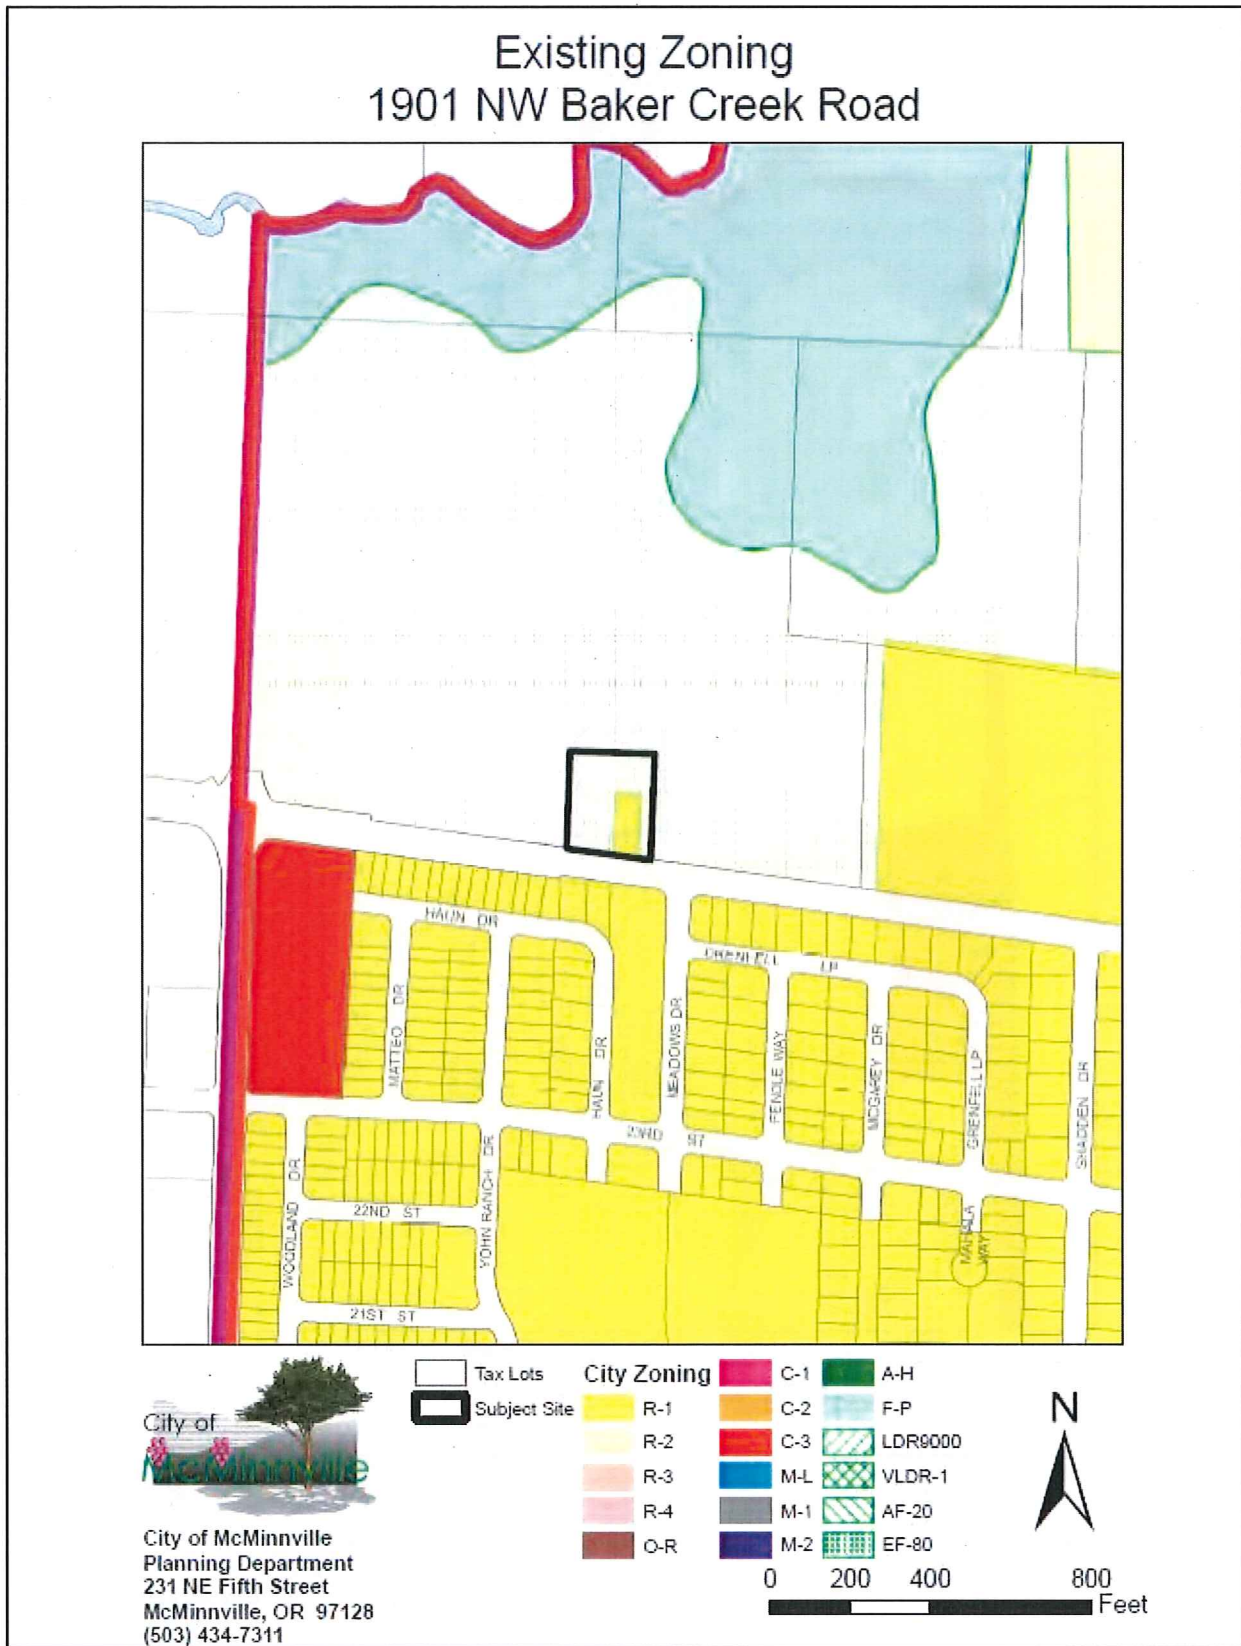 Existing Zoning
1901 NW Baker Creek Road
HAUN DR
GRENFELL LP
MATTEO DR
HAUN DR
MEADOWS DR
FENDLE WAY
MCGAREY DR
GRENFELL LP
SHADDEN DR
23RD ST
WOODLAND DR
22ND ST
YOHN RANCH DR
MAHALA WAY
21ST ST
City of
McMinnville
City of McMinnville
Planning Department
231 NE Fifth Street
McMinnville, OR 97128
(503) 434-7311
Tax Lots
Subject Site
City Zoning
R-1
R-2
R-3
R-4
O-R
C-1
C-2
C-3
M-L
M-1
M-2
A-H
F-P
LDR9000
VLDR-1
AF-20
EF-80
N
0 200 400 800
Feet